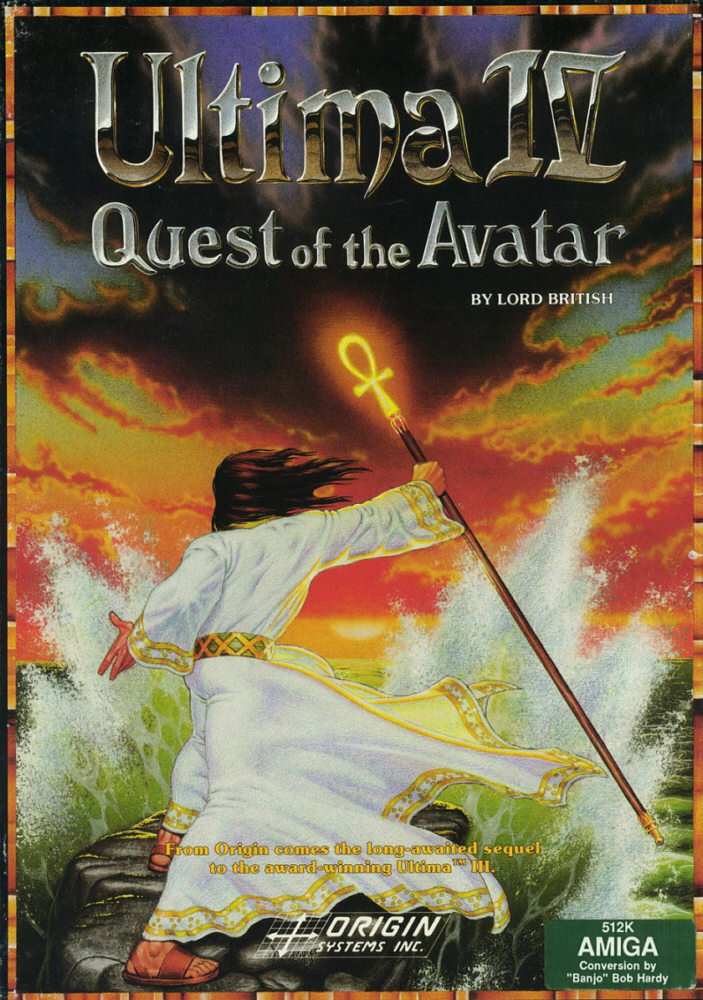 Ultima IV
Quest of the Avatar
BY LORD BRITISH
From Origin comes the long-awaited sequel
to the award-winning Ultima™ III.
ORIGIN
SYSTEMS INC.
512K
AMIGA
Conversion by
"Banjo" Bob Hardy